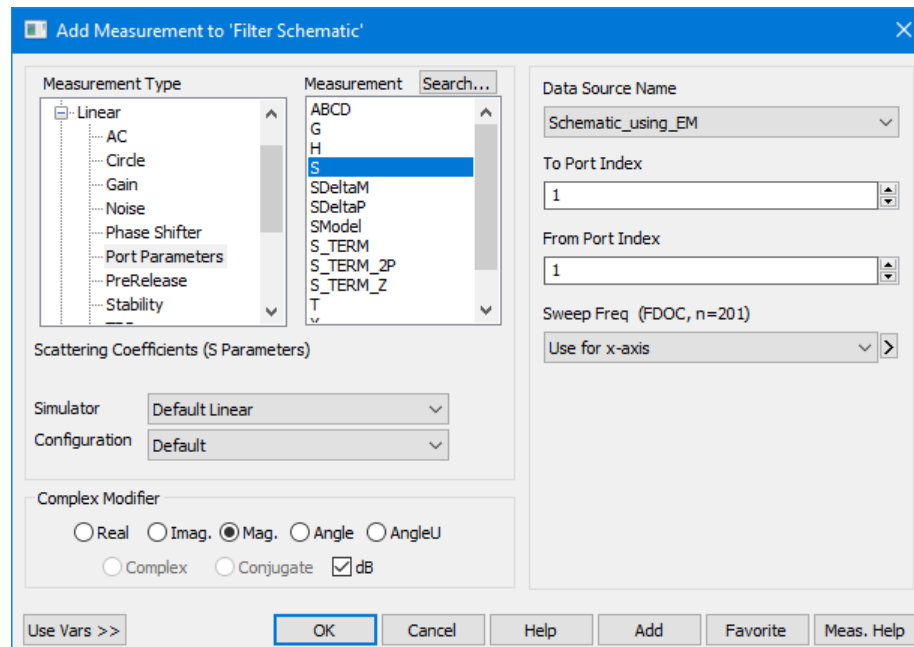 Add Measurement to 'Filter Schematic'
Measurement Type
Linear
AC
Circle
Gain
Noise
Phase Shifter
Port Parameters
PreRelease
Stability
Measurement
Search...
ABCD
G
H
S
SDeltaM
SDeltaP
SModel
S_TERM
S_TERM_2P
S_TERM_Z
T
Scattering Coefficients (S Parameters)
Simulator
Default Linear
Configuration
Default
Complex Modifier
Real Imag. Mag. Angle AngleU
Complex Conjugate dB
Data Source Name
Schematic_using_EM
To Port Index
1
From Port Index
1
Sweep Freq (FDOC, n=201)
Use for x-axis
>
Use Vars >> OK Cancel Help Add Favorite Meas. Help